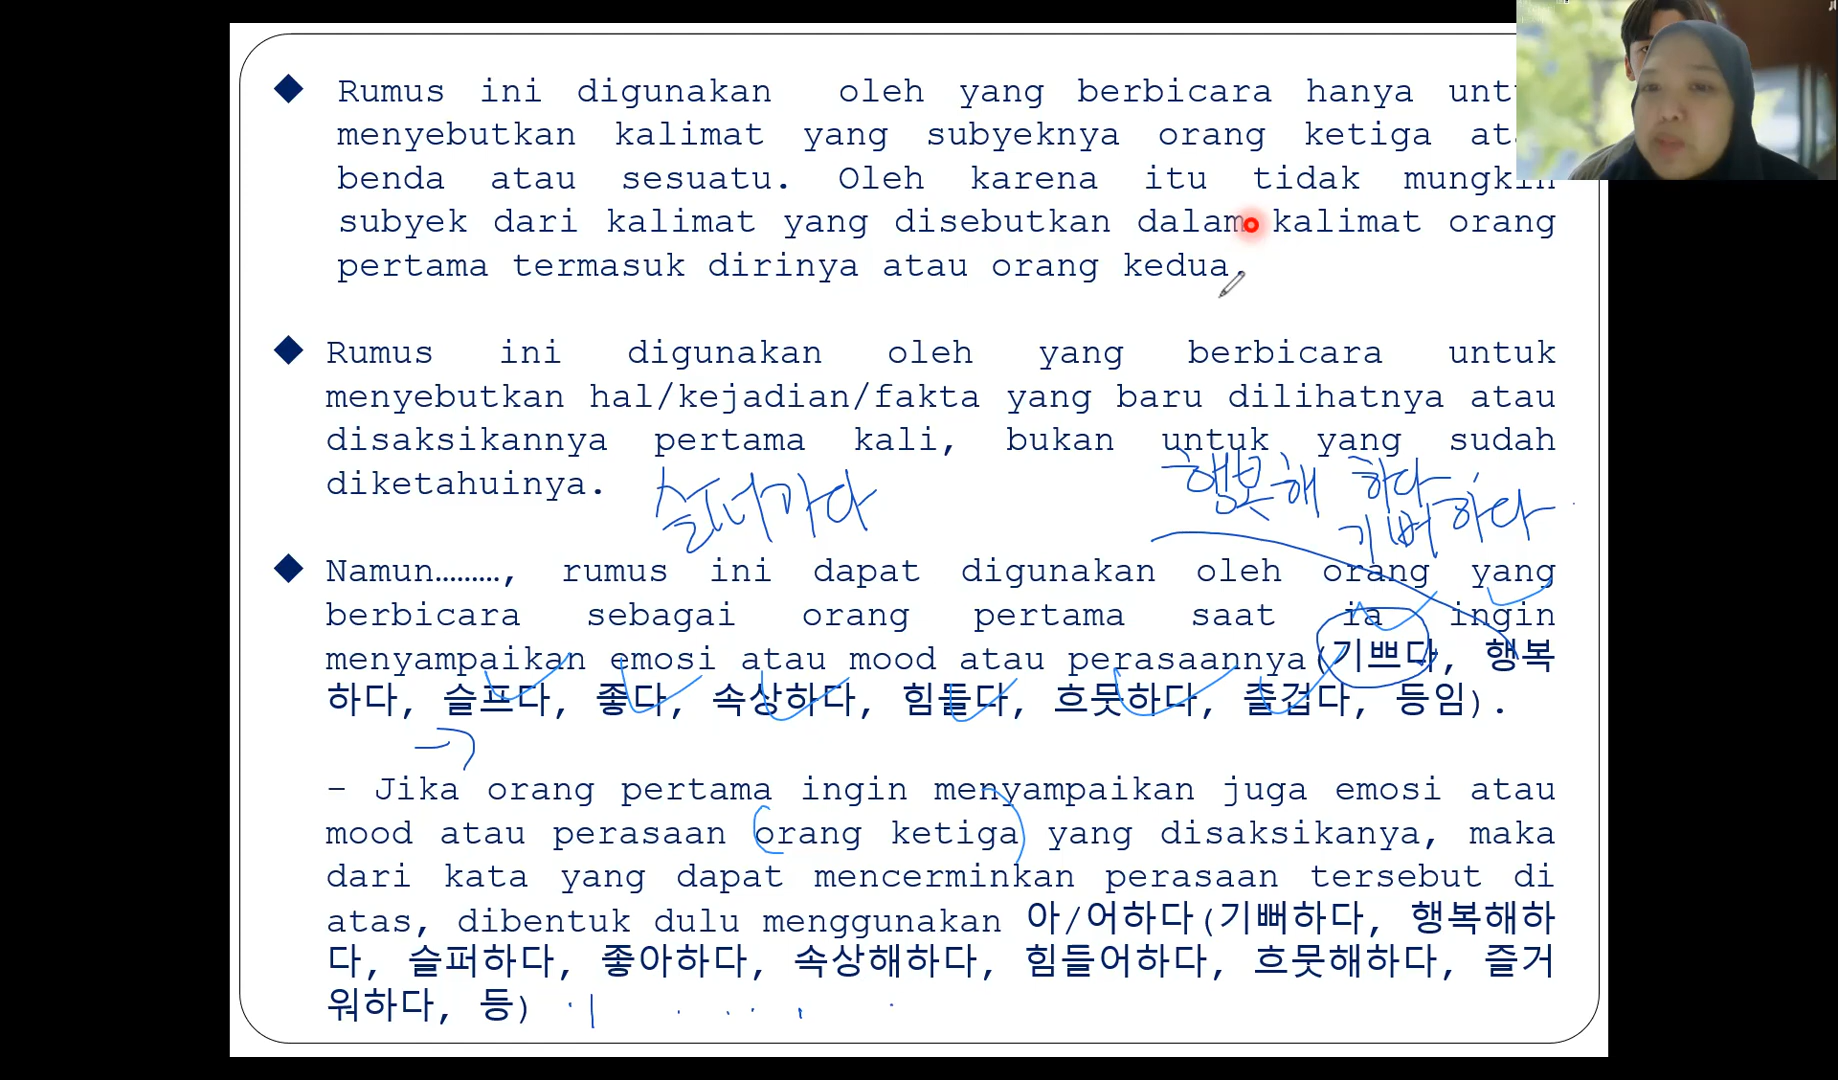 Rumus ini digunakan oleh yang berbicara hanya
menyebutkan kalimat yang subyeknya orang ketiga
benda atau sesuatu. Oleh karena itu tidak mungkin
subyek dari kalimat yang disebutkan dalam kalimat orang
pertama termasuk dirinya atau orang kedua.
Rumus ini digunakan oleh yang berbicara untuk
menyebutkan hal/kejadian/fakta yang baru dilihatnya atau
disaksikannya pertama kali, bukan untuk yang sudah
diketahuinya.
행복해 하다
기뻐하다
Namun………, rumus ini dapat digunakan oleh orang yang
berbicara sebagai orang pertama saat ia ingin
menyampaikan emosi atau mood atau perasaannya(기쁘다, 행복
하다, 슬프다, 좋다, 속상하다, 힘들다, 흐뭇하다, 즐겁다, 등임).
- Jika orang pertama ingin menyampaikan juga emosi atau
mood atau perasaan orang ketiga yang disaksikanya, maka
dari kata yang dapat mencerminkan perasaan tersebut di
atas, dibentuk dulu menggunakan 아/어하다(기뻐하다, 행복해하
다, 슬퍼하다, 좋아하다, 속상해하다, 힘들어하다, 흐뭇해하다, 즐거
워하다, 등)